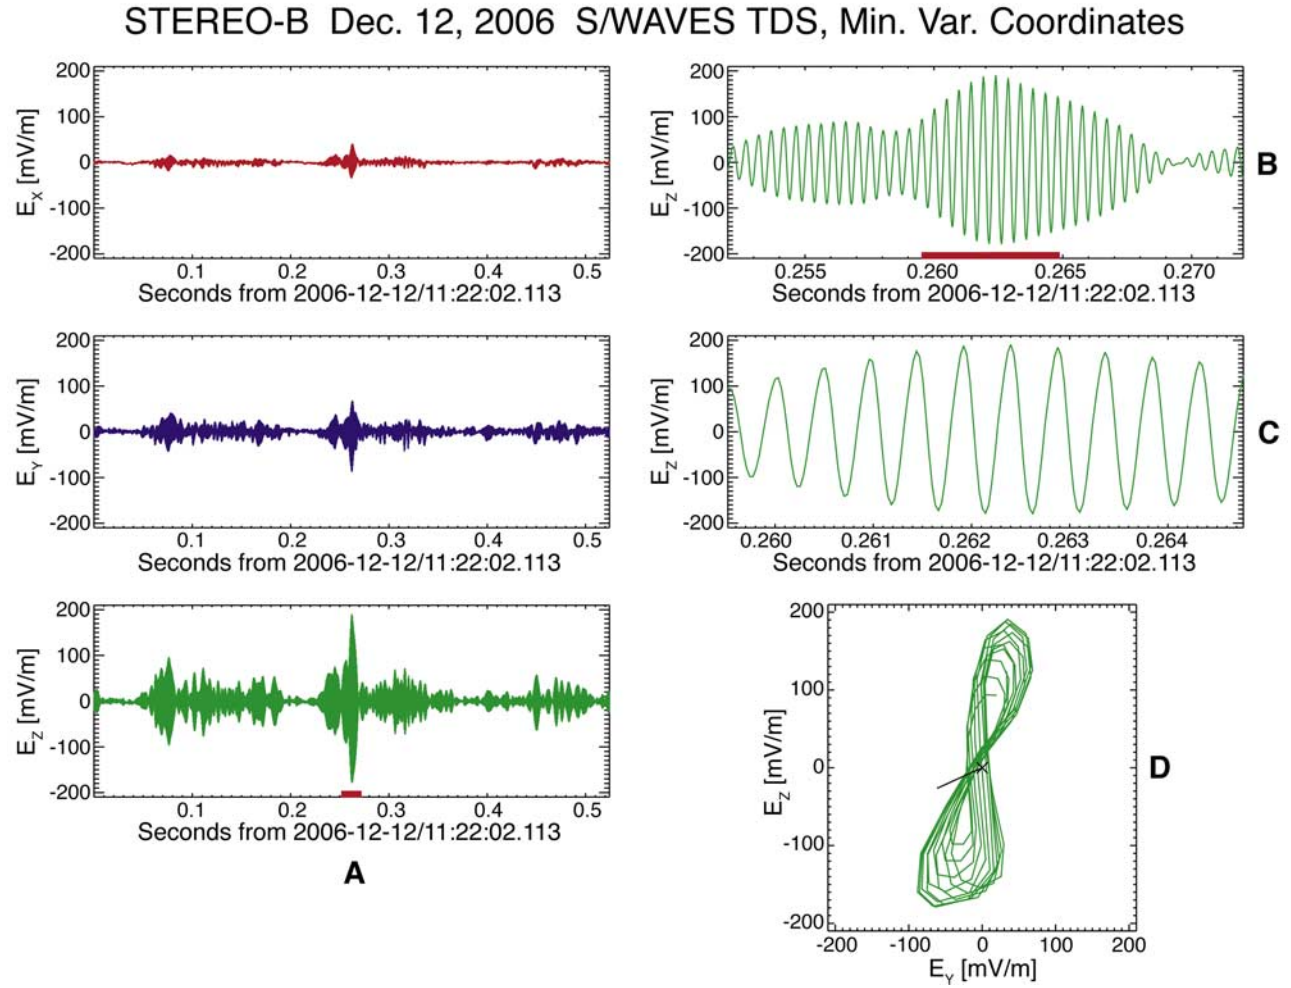 STEREO-B Dec. 12, 2006 S/WAVES TDS, Min. Var. Coordinates
200
100
0
-100
-200
E_X [mV/m]
0.1 0.2 0.3 0.4 0.5
Seconds from 2006-12-12/11:22:02.113
200
100
0
-100
-200
E_Z [mV/m]
0.255 0.260 0.265 0.270
Seconds from 2006-12-12/11:22:02.113
B
200
100
0
-100
-200
E_Y [mV/m]
0.1 0.2 0.3 0.4 0.5
Seconds from 2006-12-12/11:22:02.113
200
100
0
-100
-200
E_Z [mV/m]
0.260 0.261 0.262 0.263 0.264
Seconds from 2006-12-12/11:22:02.113
C
200
100
0
-100
-200
E_Z [mV/m]
0.1 0.2 0.3 0.4 0.5
Seconds from 2006-12-12/11:22:02.113
A
200
100
0
-100
-200
E_Z [mV/m]
-200 -100 0 100 200
E_Y [mV/m]
D